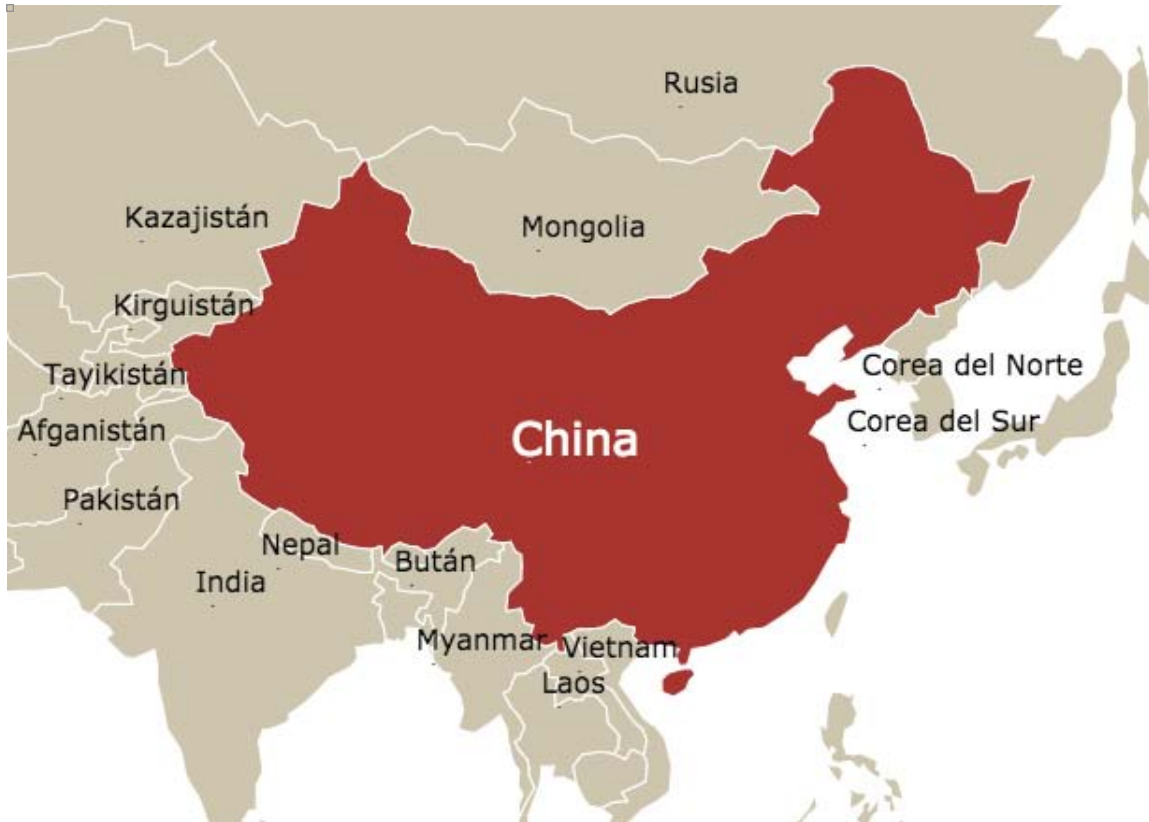 Rusia
Kazajistán
Mongolia
Kirguistán
Tayikistán
Corea del Norte
Afganistán
Corea del Sur
China
Pakistán
Nepal
Bután
India
Myanmar
Vietnam
Laos